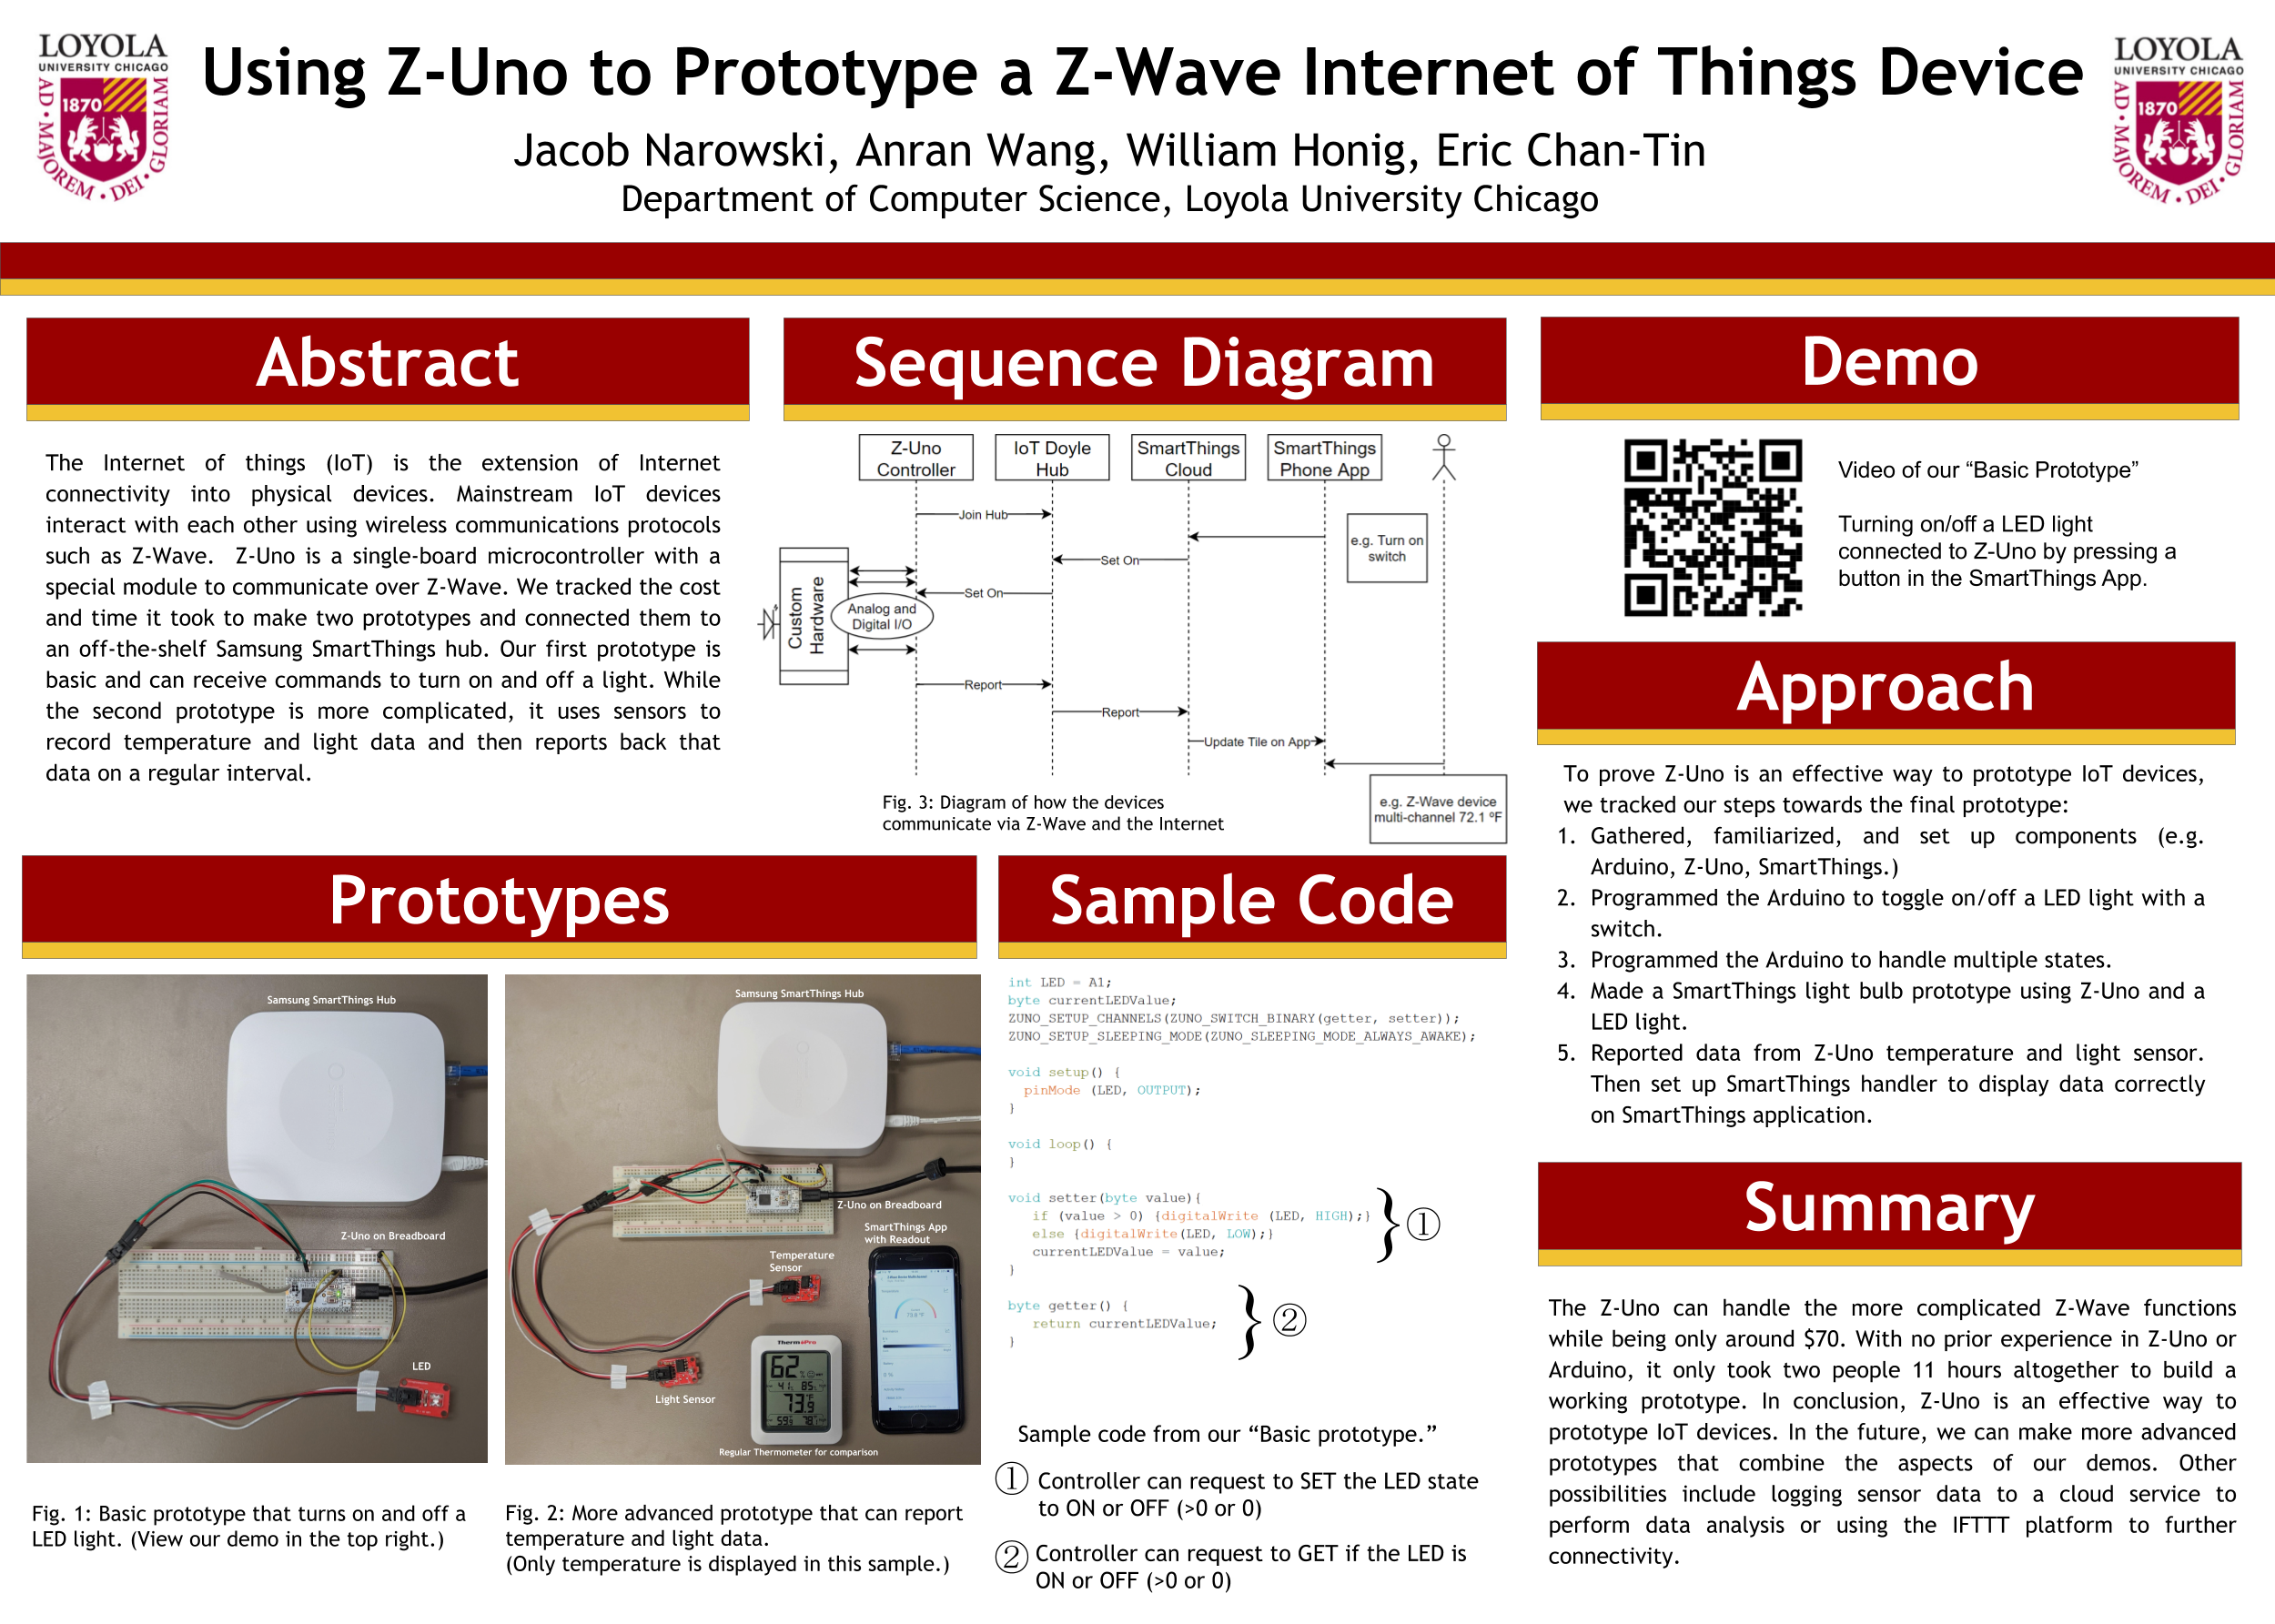 LOYOLA
UNIVERSITY CHICAGO
AD • MAJOREM • DEI • GLORIAM
1870
Using Z-Uno to Prototype a Z-Wave Internet of Things Device
Jacob Narowski, Anran Wang, William Honig, Eric Chan-Tin
Department of Computer Science, Loyola University Chicago
LOYOLA
UNIVERSITY CHICAGO
AD • MAJOREM • DEI • GLORIAM
1870
Abstract
The Internet of things (IoT) is the extension of Internet
connectivity into physical devices. Mainstream IoT devices
interact with each other using wireless communications protocols
such as Z-Wave. Z-Uno is a single-board microcontroller with a
special module to communicate over Z-Wave. We tracked the cost
and time it took to make two prototypes and connected them to
an off-the-shelf Samsung SmartThings hub. Our first prototype is
basic and can receive commands to turn on and off a light. While
the second prototype is more complicated, it uses sensors to
record temperature and light data and then reports back that
data on a regular interval.
Sequence Diagram
Z-Uno
Controller
IoT Doyle
Hub
SmartThings
Cloud
SmartThings
Phone App
Join Hub
e.g. Turn on
switch
Set On
Set On
Custom
Hardware
Analog and
Digital I/O
Report
Report
Update Tile on App
e.g. Z-Wave device
multi-channel 72.1 ºF
Fig. 3: Diagram of how the devices
communicate via Z-Wave and the Internet
Demo
Video of our “Basic Prototype”
Turning on/off a LED light
connected to Z-Uno by pressing a
button in the SmartThings App.
Approach
To prove Z-Uno is an effective way to prototype IoT devices,
we tracked our steps towards the final prototype:
1. Gathered, familiarized, and set up components (e.g.
Arduino, Z-Uno, SmartThings.)
2. Programmed the Arduino to toggle on/off a LED light with a
switch.
3. Programmed the Arduino to handle multiple states.
4. Made a SmartThings light bulb prototype using Z-Uno and a
LED light.
5. Reported data from Z-Uno temperature and light sensor.
Then set up SmartThings handler to display data correctly
on SmartThings application.
Prototypes
Samsung SmartThings Hub
Z-Uno on Breadboard
LED
Fig. 1: Basic prototype that turns on and off a
LED light. (View our demo in the top right.)
Samsung SmartThings Hub
Z-Uno on Breadboard
SmartThings App
with Readout
Temperature
Sensor
Light Sensor
ThermoPro
62
41
85
73.9
Regular Thermometer for comparison
Fig. 2: More advanced prototype that can report
temperature and light data.
(Only temperature is displayed in this sample.)
Sample Code
int LED = A1;
byte currentLEDValue;
ZUNO_SETUP_CHANNELS(ZUNO_SWITCH_BINARY(getter, setter));
ZUNO_SETUP_SLEEPING_MODE(ZUNO_SLEEPING_MODE_ALWAYS_AWAKE);
void setup() {
pinMode (LED, OUTPUT);
}
void loop() {
}
void setter(byte value){
if (value > 0) {digitalWrite (LED, HIGH);}
else {digitalWrite(LED, LOW);}
currentLEDValue = value;
}
①
byte getter() {
return currentLEDValue;
}
②
Sample code from our “Basic prototype.”
① Controller can request to SET the LED state
to ON or OFF (>0 or 0)
② Controller can request to GET if the LED is
ON or OFF (>0 or 0)
Summary
The Z-Uno can handle the more complicated Z-Wave functions
while being only around $70. With no prior experience in Z-Uno or
Arduino, it only took two people 11 hours altogether to build a
working prototype. In conclusion, Z-Uno is an effective way to
prototype IoT devices. In the future, we can make more advanced
prototypes that combine the aspects of our demos. Other
possibilities include logging sensor data to a cloud service to
perform data analysis or using the IFTTT platform to further
connectivity.